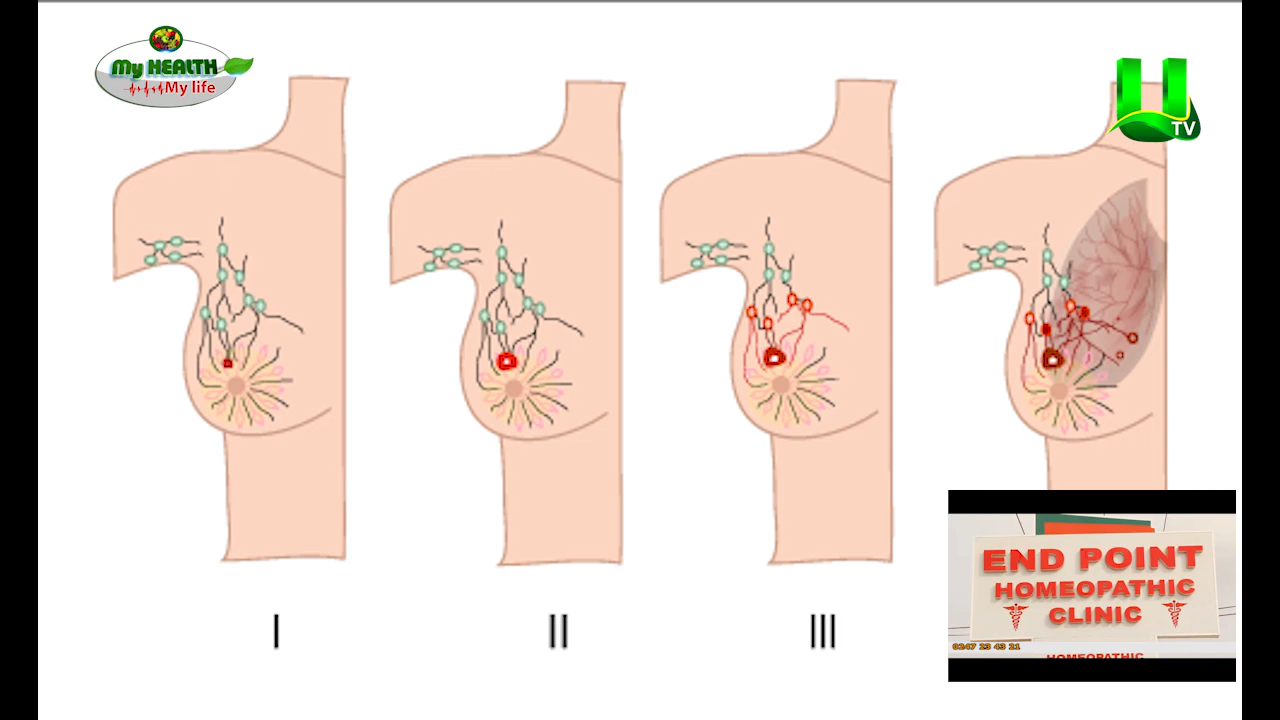 My HEALTH
My life
U
TV
I
II
III
END POINT
HOMEOPATHIC
CLINIC
0247 23 43 21
HOMEOPATHIC